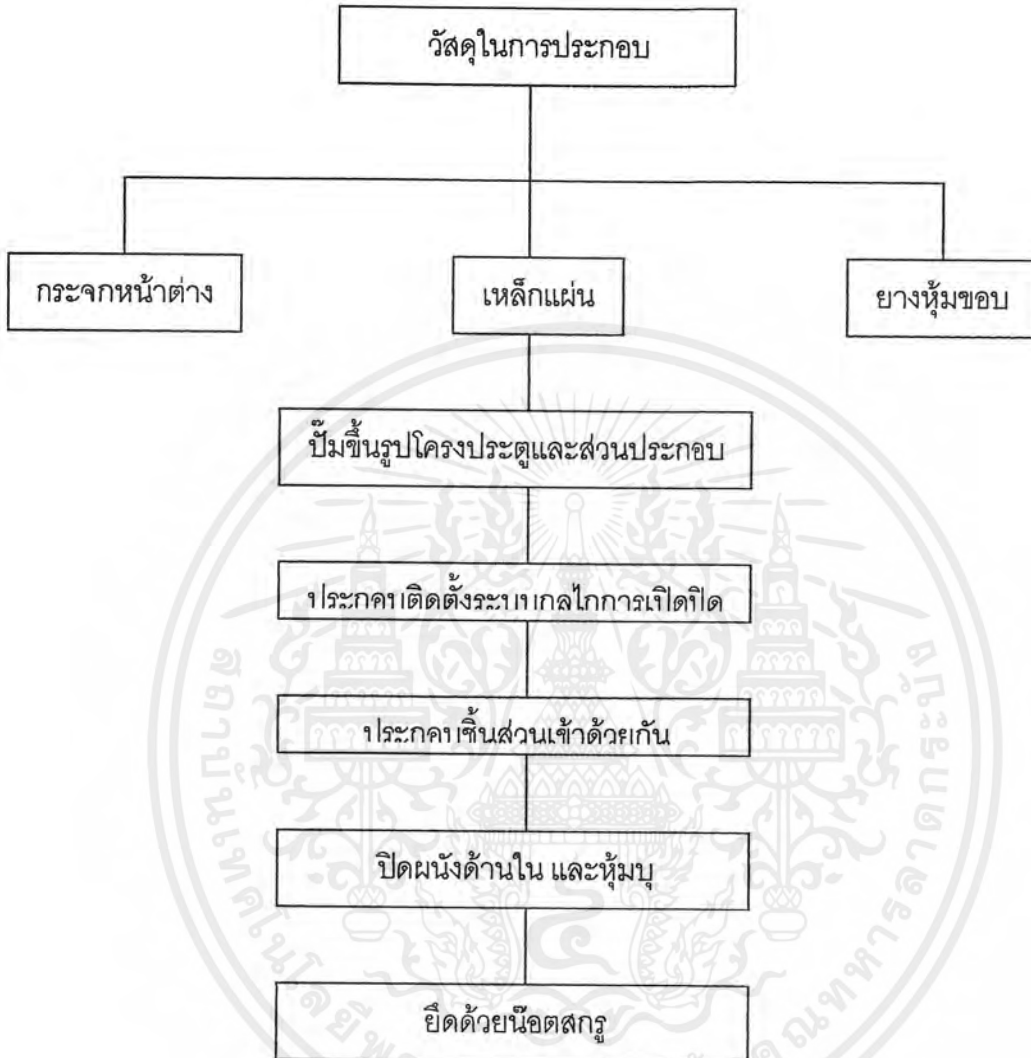 วัสดุในการประกอบ
กระจกหน้าต่าง
เหล็กแผ่น
ยางหุ้มขอบ
ปั๊มขึ้นรูปโครงประตูและส่วนประกอบ
ประกอบติดตั้งระบบกลไกการเปิดปิด
ประกอบชิ้นส่วนเข้าด้วยกัน
ปิดผนังด้านใน และหุ้มบุ
ยึดด้วยน๊อตสกรู